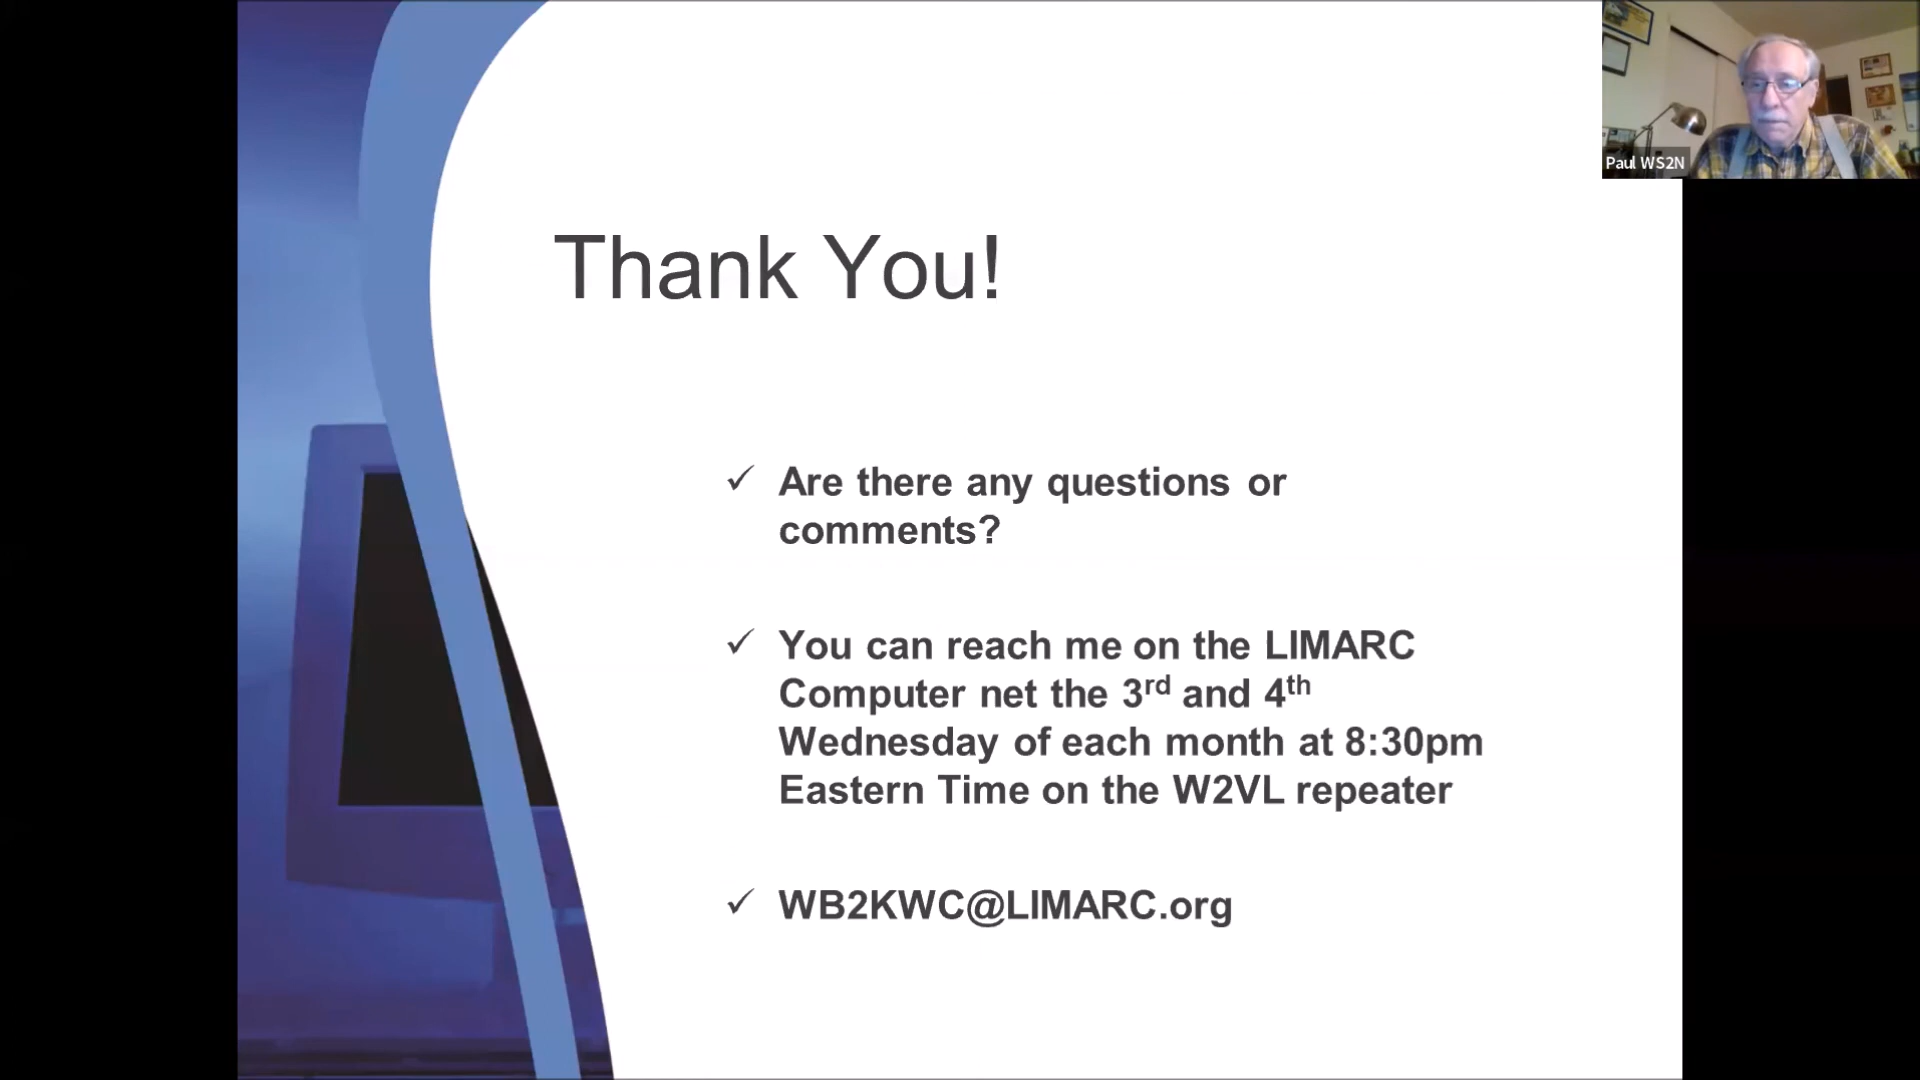 Paul WS2N
Thank You!
✓ Are there any questions or
comments?
✓ You can reach me on the LIMARC
Computer net the 3rd and 4th
Wednesday of each month at 8:30pm
Eastern Time on the W2VL repeater
✓ WB2KWC@LIMARC.org